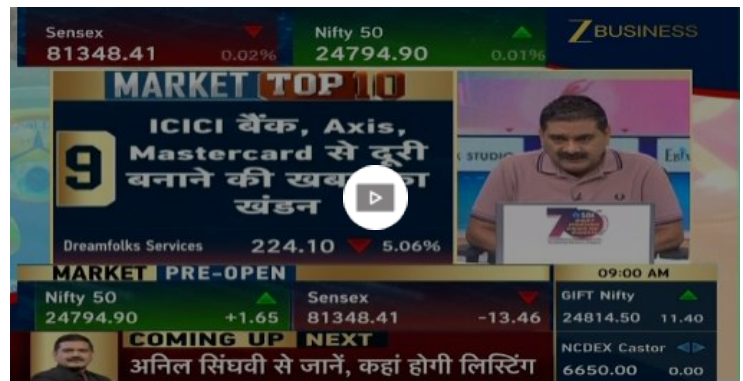 Sensex
81348.41 0.02%
Nifty 50
24794.90 0.01%
Z BUSINESS
MARKET TOP 10
9
ICICI बैंक, Axis,
Mastercard से दूरी
बनाने की
खंडन
Dreamfolks Services 224.10 5.06%
STUDIO
MARKET PRE-OPEN
09:00 AM
Nifty 50
24794.90 +1.65
Sensex
81348.41 -13.46
GIFT Nifty
24814.50 11.40
COMING UP NEXT
अनिल सिंघवी से जानें, कहां होगी लिस्टिंग
NCDEX Castor
6650.00 0.00